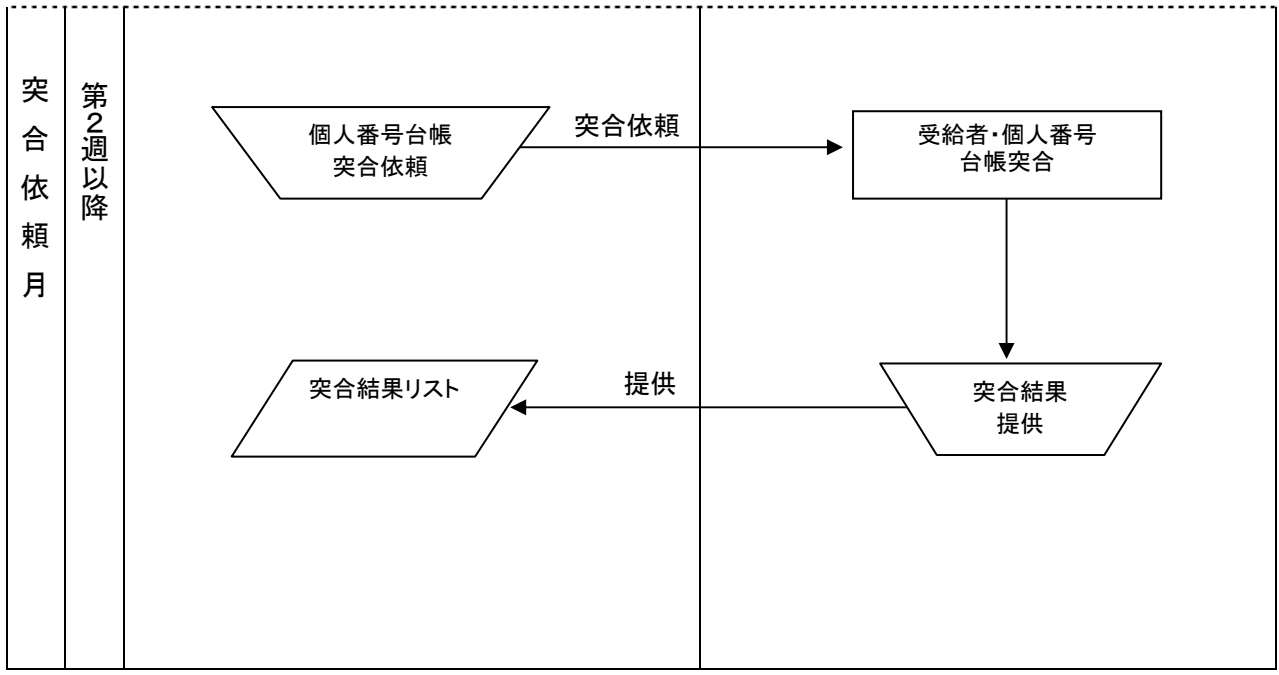 突合依頼月
第2週以降
個人番号台帳
突合依頼
突合依頼
受給者・個人番号
台帳突合
突合結果リスト
提供
突合結果
提供